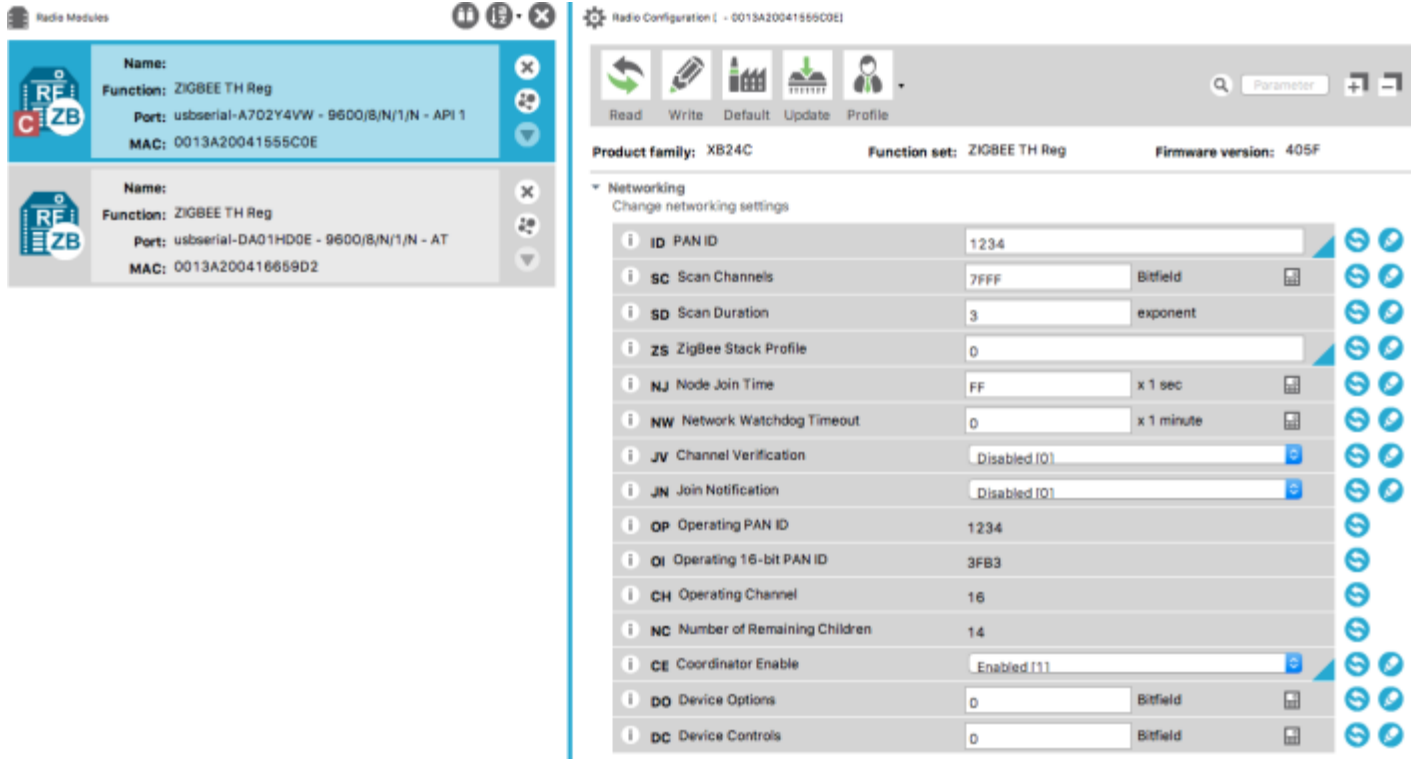 Radio Modules
RF
C ZB
Name:
Function: ZIGBEE TH Reg
Port: usbserial-A702Y4VW - 9600/8/N/1/N - API 1
MAC: 0013A20041555C0E
RF
ZB
Name:
Function: ZIGBEE TH Reg
Port: usbserial-DA01HD0E - 9600/8/N/1/N - AT
MAC: 0013A200416659D2
Radio Configuration [ - 0013A20041555C0E]
Read Write Default Update Profile
Parameter
Product family: XB24C Function set: ZIGBEE TH Reg Firmware version: 405F
Networking
Change networking settings
i ID PAN ID 1234
i SC Scan Channels 7FFF Bitfield
i SD Scan Duration 3 exponent
i ZS ZigBee Stack Profile 0
i NJ Node Join Time FF x 1 sec
i NW Network Watchdog Timeout 0 x 1 minute
i JV Channel Verification Disabled [0]
i JN Join Notification Disabled [0]
i OP Operating PAN ID 1234
i OI Operating 16-bit PAN ID 3FB3
i CH Operating Channel 16
i NC Number of Remaining Children 14
i CE Coordinator Enable Enabled [1]
i DO Device Options 0 Bitfield
i DC Device Controls 0 Bitfield